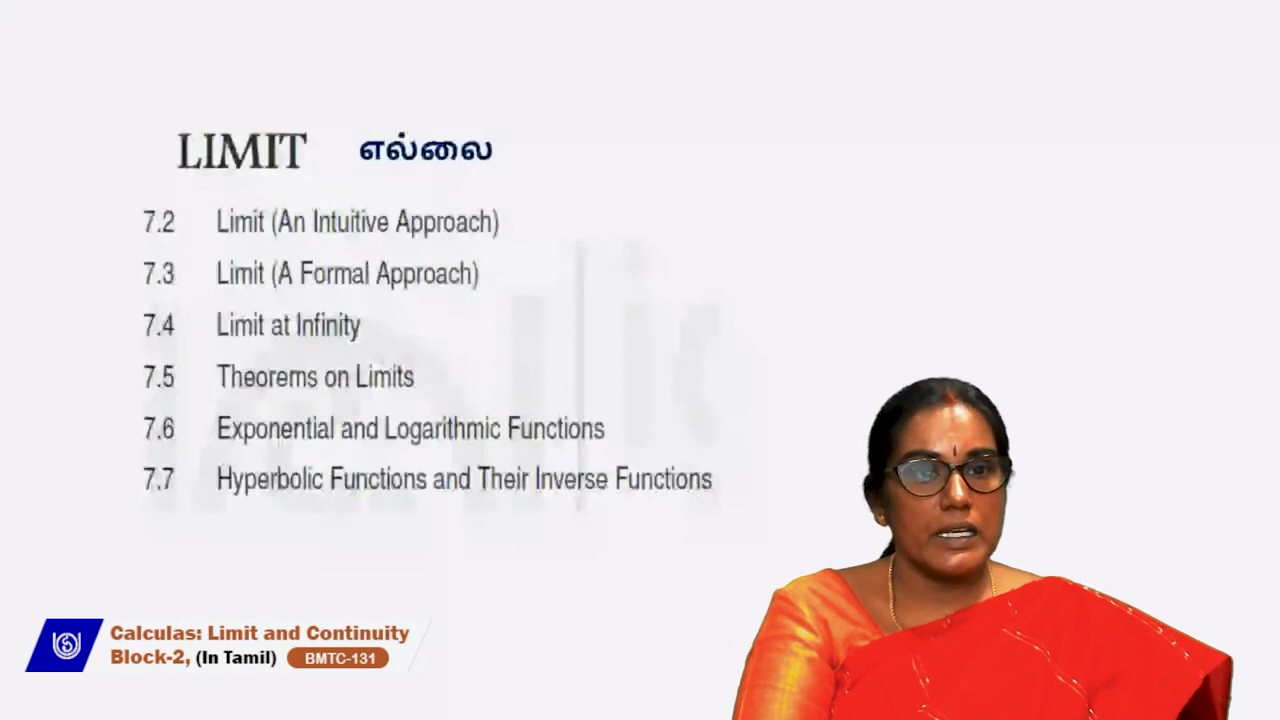 LIMIT எல்லை
7.2 Limit (An Intuitive Approach)
7.3 Limit (A Formal Approach)
7.4 Limit at Infinity
7.5 Theorems on Limits
7.6 Exponential and Logarithmic Functions
7.7 Hyperbolic Functions and Their Inverse Functions
Calculas: Limit and Continuity
Block-2, (In Tamil) BMTC-131